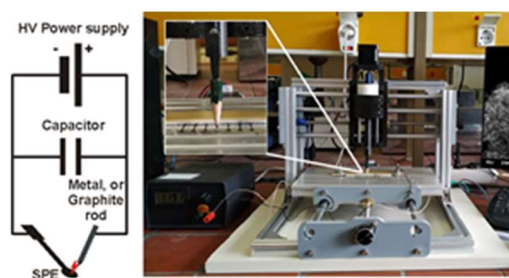 HV Power supply
- +
Capacitor
Metal, or
Graphite
rod
SPE